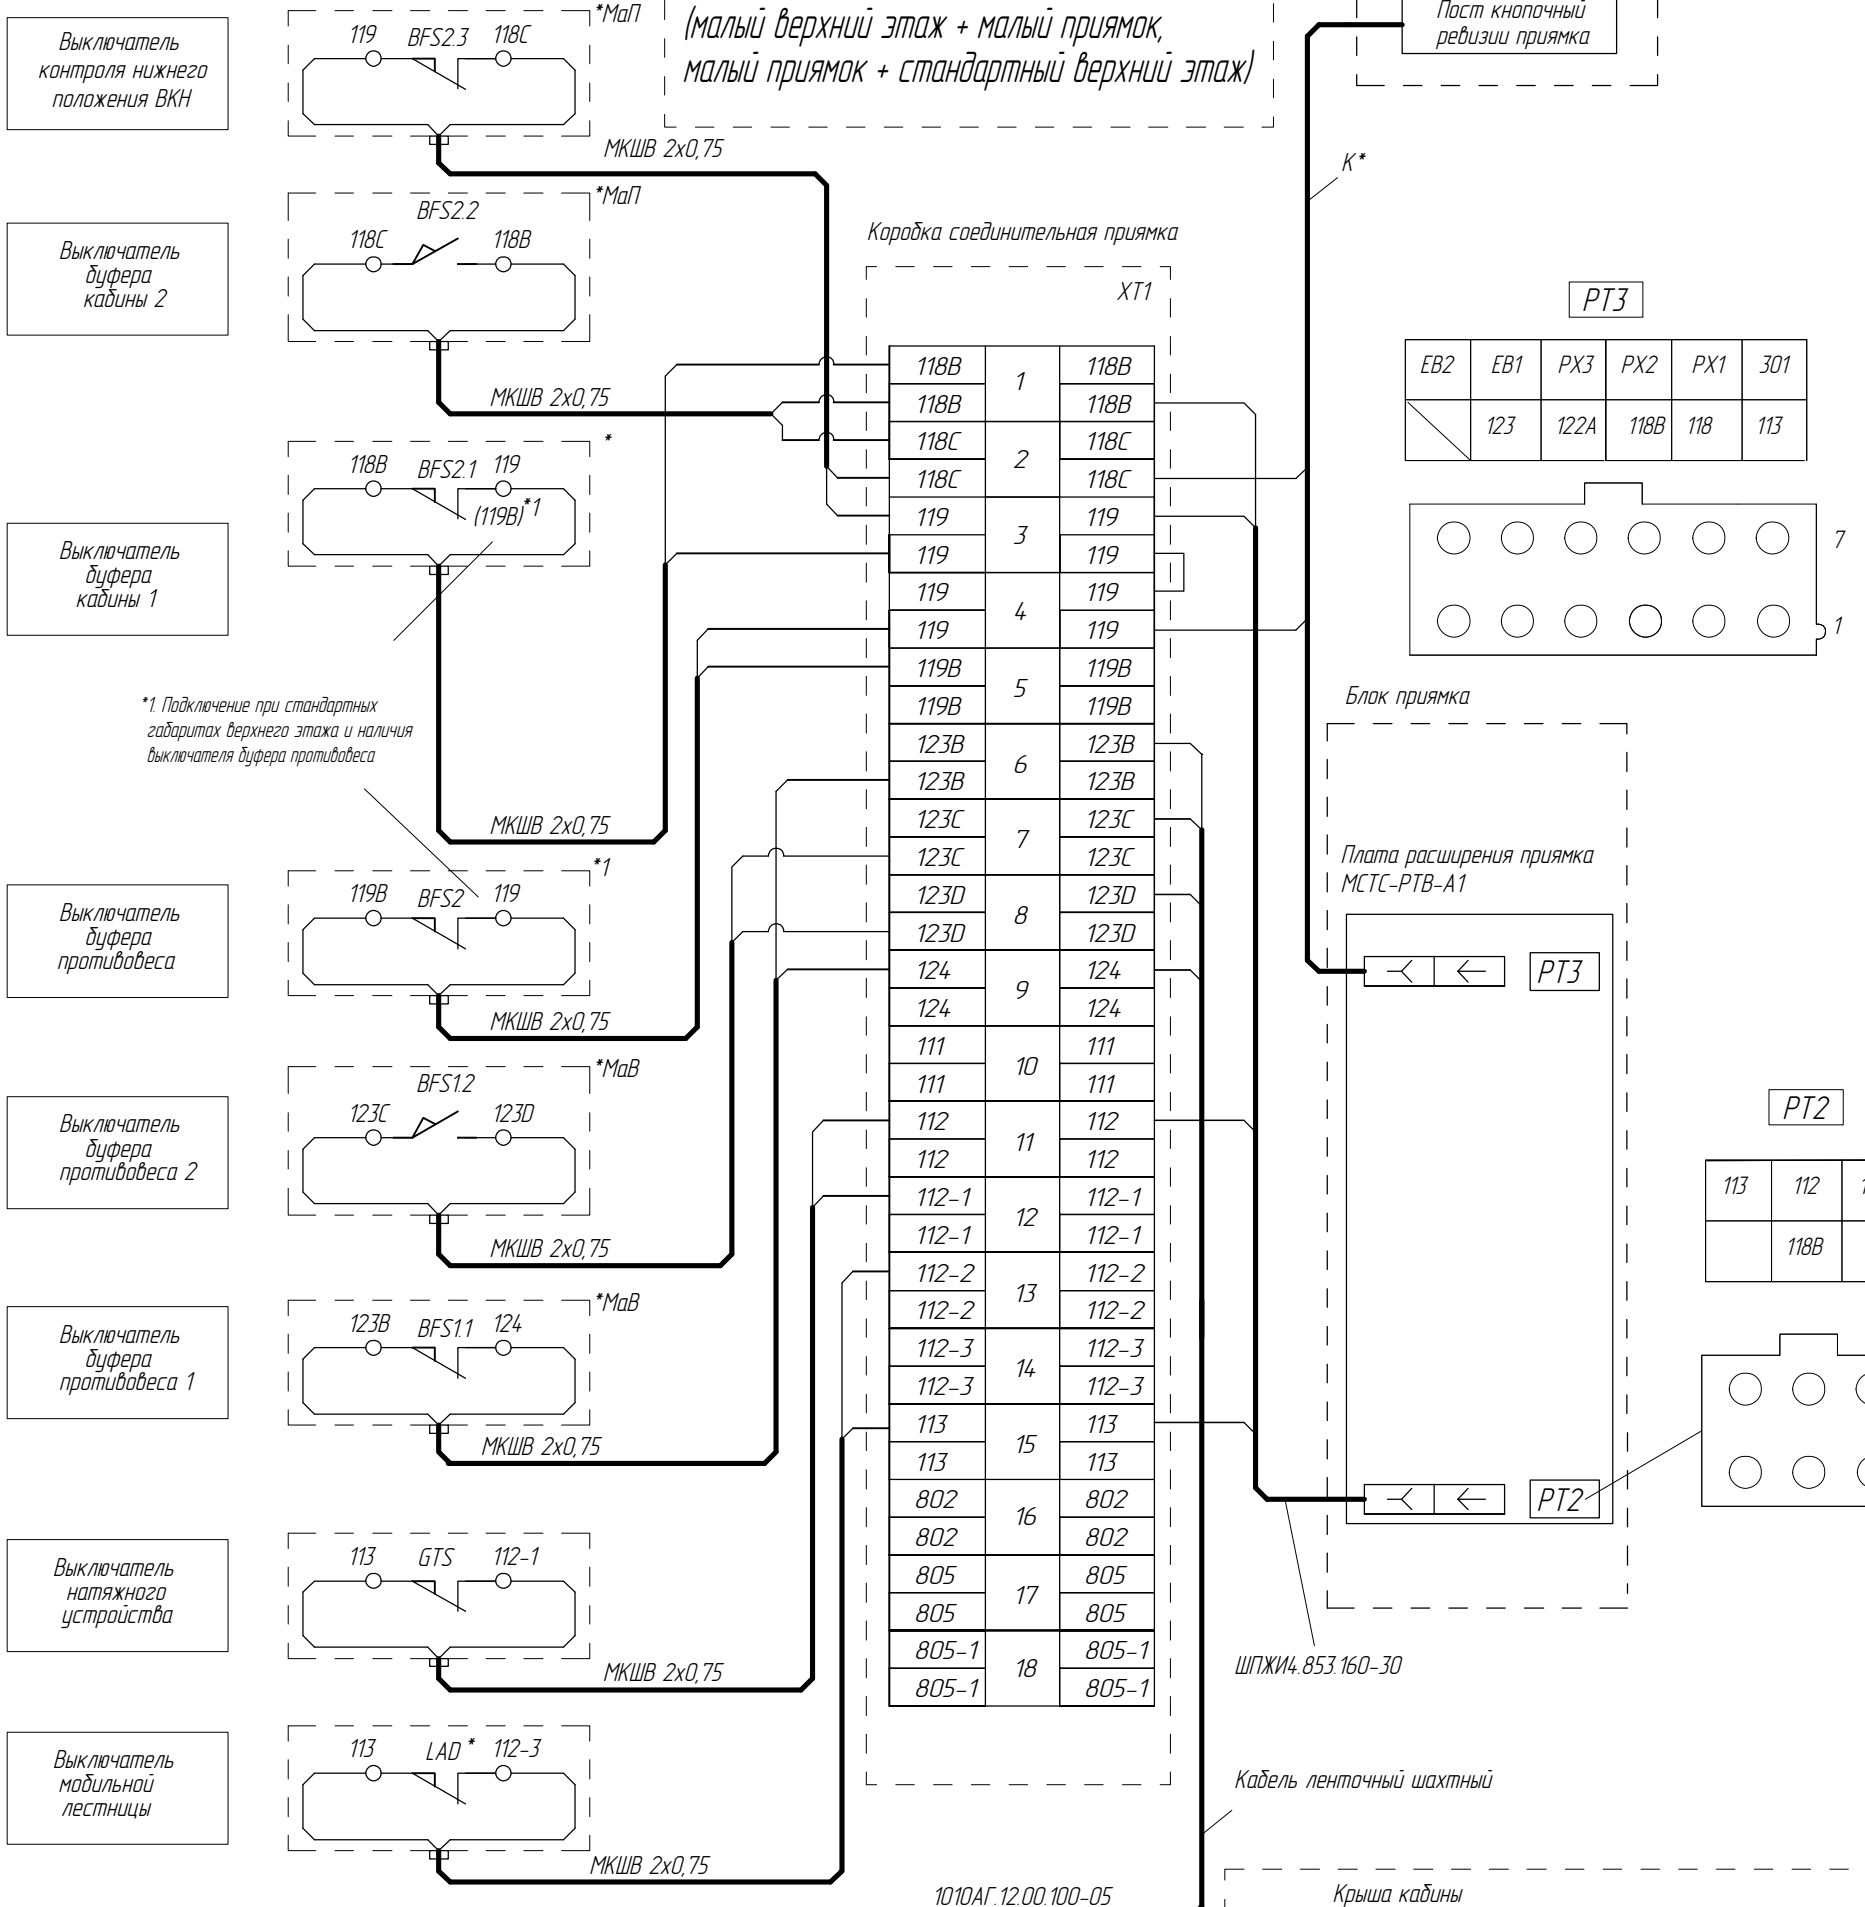 Выключатель
контроля нижнего
положения ВКН
119 BFS2.3 118C
*МаП
МКШВ 2х0,75
(малый верхний этаж + малый приямок,
малый приямок + стандартный верхний этаж)
Пост кнопочный
ревизии приямка
К*
Выключатель
буфера
кабины 2
BFS2.2
118C 118B
*МаП
МКШВ 2х0,75
Выключатель
буфера
кабины 1
118B BFS2.1 119
(119B)*1
*
МКШВ 2х0,75
*1. Подключение при стандартных
габаритах верхнего этажа и наличия
выключателя буфера противовеса
Выключатель
буфера
противовеса
119B BFS2 119
*1
МКШВ 2х0,75
Выключатель
буфера
противовеса 2
BFS1.2
123C 123D
*МаВ
МКШВ 2х0,75
Выключатель
буфера
противовеса 1
123B BFS1.1 124
*МаВ
МКШВ 2х0,75
Выключатель
натяжного
устройства
113 GTS 112-1
МКШВ 2х0,75
Выключатель
мобильной
лестницы
113 LAD * 112-3
МКШВ 2х0,75
Коробка соединительная приямка
XT1
118B 1 118B
118B 118B
118C 2 118C
118C 118C
119 3 119
119 119
119 4 119
119 119
119B 5 119B
119B 119B
123B 6 123B
123B 123B
123C 7 123C
123C 123C
123D 8 123D
123D 123D
124 9 124
124 124
111 10 111
111 111
112 11 112
112 112
112-1 12 112-1
112-1 112-1
112-2 13 112-2
112-2 112-2
112-3 14 112-3
112-3 112-3
113 15 113
113 113
802 16 802
802 802
805 17 805
805 805
805-1 18 805-1
805-1 805-1
PT3
EB2 EB1 PX3 PX2 PX1 301
123 122A 118B 118 113
7
1
Блок приямка
Плата расширения приямка
МСТС-РТВ-А1
PT3
PT2
PT2
113 112
118B
ШПЖИ4.853.160-30
Кабель ленточный шахтный
1010АГ.12.00.100-05
Крыша кабины